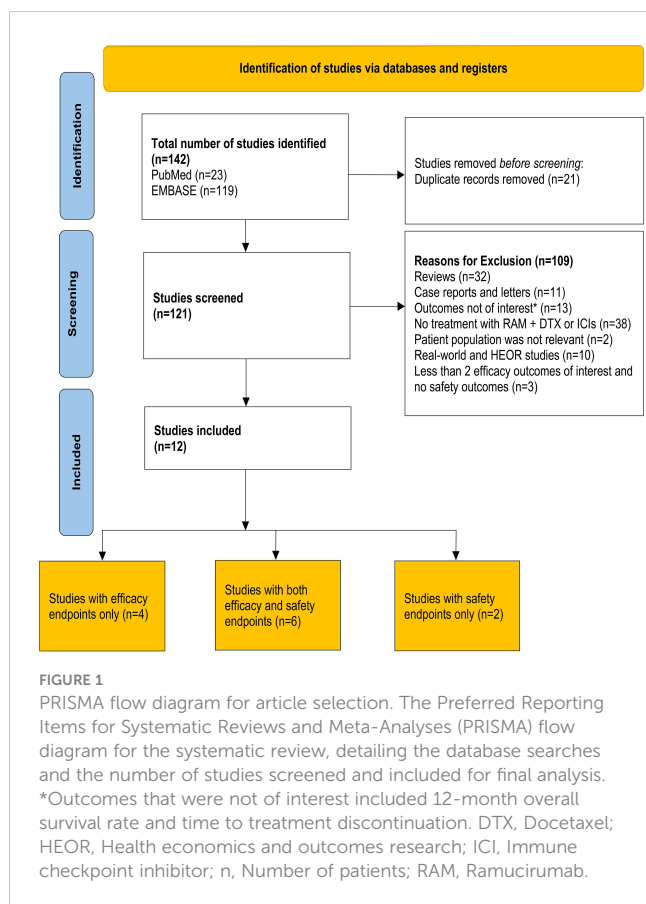 Identification of studies via databases and registers
Identification
Total number of studies identified
(n=142)
PubMed (n=23)
EMBASE (n=119)
Studies removed before screening:
Duplicate records removed (n=21)
Screening
Studies screened
(n=121)
Reasons for Exclusion (n=109)
Reviews (n=32)
Case reports and letters (n=11)
Outcomes not of interest* (n=13)
No treatment with RAM + DTX or ICIs (n=38)
Patient population was not relevant (n=2)
Real-world and HEOR studies (n=10)
Less than 2 efficacy outcomes of interest and
no safety outcomes (n=3)
Included
Studies included
(n=12)
Studies with efficacy
endpoints only (n=4)
Studies with both
efficacy and safety
endpoints (n=6)
Studies with safety
endpoints only (n=2)
FIGURE 1
PRISMA flow diagram for article selection. The Preferred Reporting
Items for Systematic Reviews and Meta-Analyses (PRISMA) flow
diagram for the systematic review, detailing the database searches
and the number of studies screened and included for final analysis.
*Outcomes that were not of interest included 12-month overall
survival rate and time to treatment discontinuation. DTX, Docetaxel;
HEOR, Health economics and outcomes research; ICI, Immune
checkpoint inhibitor; n, Number of patients; RAM, Ramucirumab.